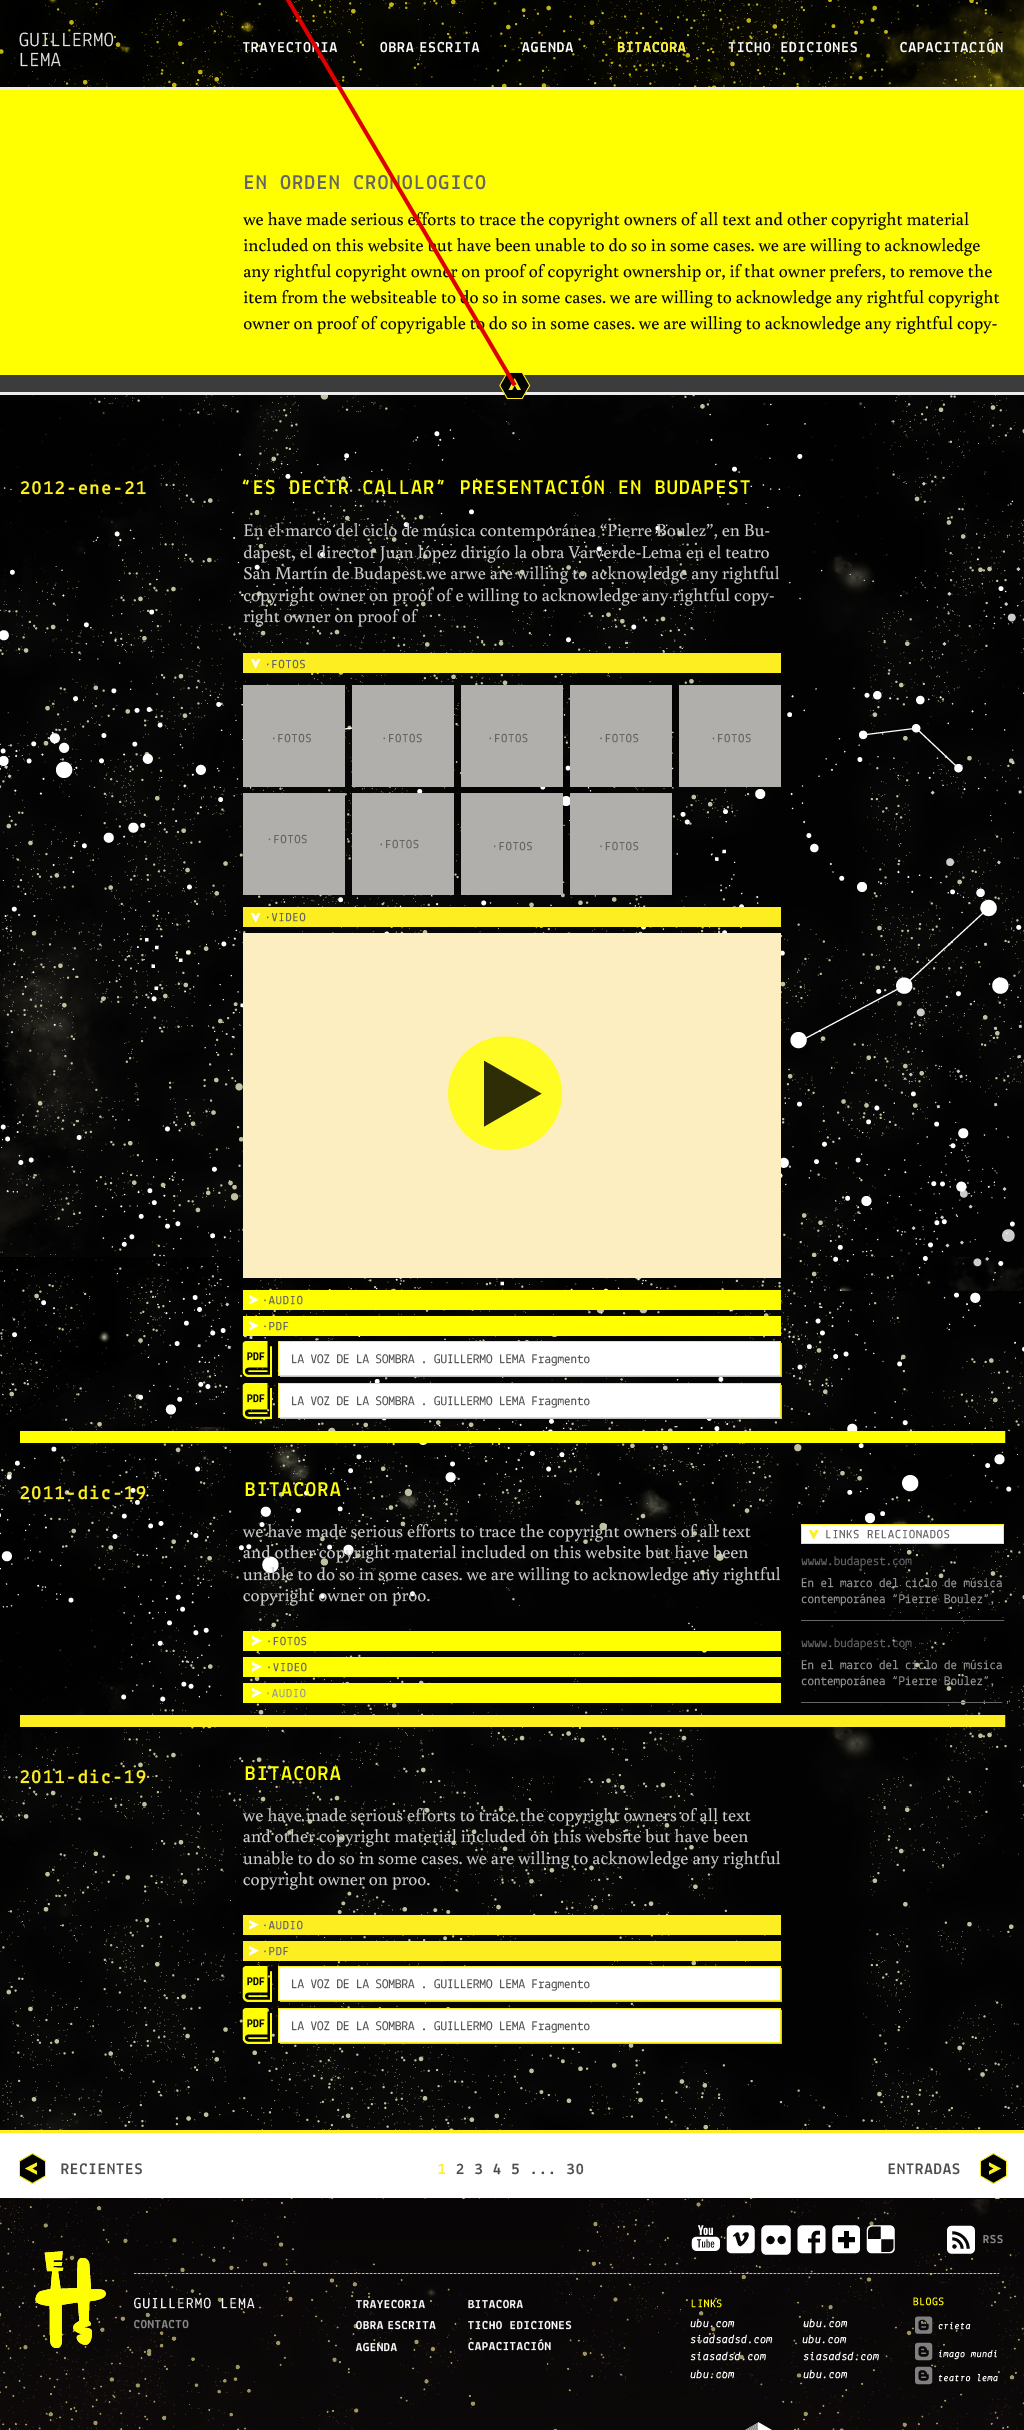 GUILLERMO
LEMA
TRAYECTORIA OBRA ESCRITA AGENDA BITACORA TICHO EDICIONES CAPACITACIÓN
EN ORDEN CRONOLOGICO
we have made serious efforts to trace the copyright owners of all text and other copyright material
included on this website but have been unable to do so in some cases. we are willing to acknowledge
any rightful copyright owner on proof of copyright ownership or, if that owner prefers, to remove the
item from the websiteable to do so in some cases. we are willing to acknowledge any rightful copyright
owner on proof of copyrigable to do so in some cases. we are willing to acknowledge any rightful copy-
2012-ene-21
“ES DECIR CALLAR” PRESENTACIÓN EN BUDAPEST
En el marco del ciclo de música contemporánea “Pierre Boulez”, en Bu-
dapest, el director Juan López dirigío la obra Varverde-Lema en el teatro
San Martín de Budapest.we arwe are willing to acknowledge any rightful
copyright owner on proof of e willing to acknowledge any rightful copy-
right owner on proof of
·FOTOS
·FOTOS ·FOTOS ·FOTOS ·FOTOS ·FOTOS
·FOTOS ·FOTOS ·FOTOS ·FOTOS
·VIDEO
·AUDIO
·PDF
PDF LA VOZ DE LA SOMBRA . GUILLERMO LEMA Fragmento
PDF LA VOZ DE LA SOMBRA . GUILLERMO LEMA Fragmento
2011-dic-19
BITACORA
we have made serious efforts to trace the copyright owners of all text
and other copyright material included on this website but have been
unable to do so in some cases. we are willing to acknowledge any rightful
copyright owner on proo.
·FOTOS
·VIDEO
·AUDIO
LINKS RELACIONADOS
wwww.budapest.com
En el marco del ciclo de música
contemporánea “Pierre Boulez”,
wwww.budapest.com
En el marco del ciclo de música
contemporánea “Pierre Boulez”,
2011-dic-19
BITACORA
we have made serious efforts to trace the copyright owners of all text
and other copyright material included on this website but have been
unable to do so in some cases. we are willing to acknowledge any rightful
copyright owner on proo.
·AUDIO
·PDF
PDF LA VOZ DE LA SOMBRA . GUILLERMO LEMA Fragmento
PDF LA VOZ DE LA SOMBRA . GUILLERMO LEMA Fragmento
RECIENTES 1 2 3 4 5 ... 30 ENTRADAS
You
Tube
RSS
GUILLERMO LEMA
CONTACTO
TRAYECORIA
OBRA ESCRITA
AGENDA
BITACORA
TICHO EDICIONES
CAPACITACIÓN
LINKS
ubu.com
siadsadsd.com
siasadsd.com
ubu.com
ubu.com
ubu.com
siasadsd.com
ubu.com
BLOGS
crieta
imago mundi
teatro lema